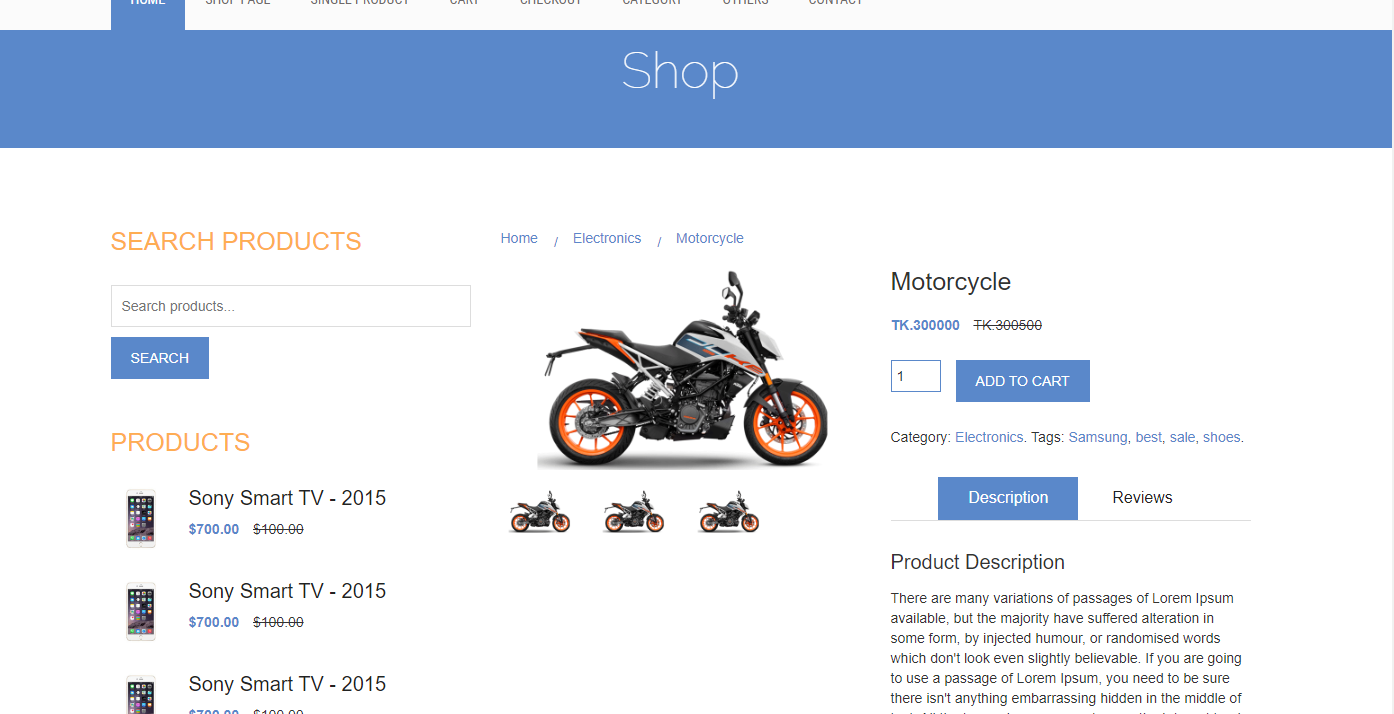 HOME SHOP PAGE SINGLE PRODUCT CART CHECKOUT CATEGORY OTHERS CONTACT
Shop
SEARCH PRODUCTS
Search products...
SEARCH
PRODUCTS
Sony Smart TV - 2015
$700.00 $100.00
Sony Smart TV - 2015
$700.00 $100.00
Sony Smart TV - 2015
$700.00 $100.00
Home / Electronics / Motorcycle
Motorcycle
TK.300000 TK.300500
1
ADD TO CART
Category: Electronics. Tags: Samsung, best, sale, shoes.
Description Reviews
Product Description
There are many variations of passages of Lorem Ipsum
available, but the majority have suffered alteration in
some form, by injected humour, or randomised words
which don't look even slightly believable. If you are going
to use a passage of Lorem Ipsum, you need to be sure
there isn't anything embarrassing hidden in the middle of